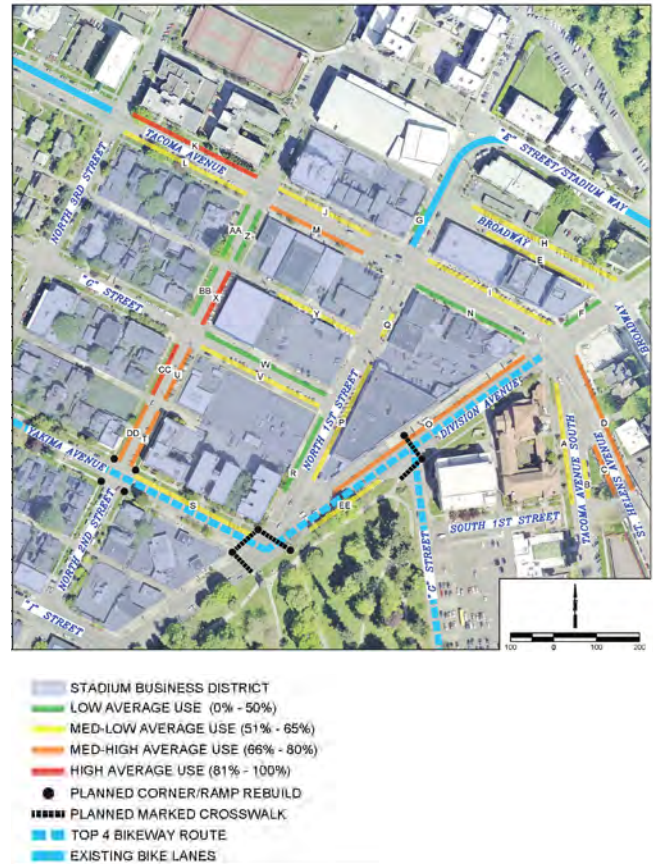 "E" STREET/STADIUM WAY
TACOMA AVENUE
K
L
NORTH 3RD STREET
J
M
G
BROADWAY
H
E
AA
Z
BB
X
"G" STREET
Y
Q
I
N
F
BROADWAY
CC
U
W
V
NORTH 1ST STREET
P
O
DIVISION AVENUE
DD
T
YAKIMA AVENUE
R
S
EE
NORTH 2ND STREET
"I" STREET
"G" STREET
SOUTH 1ST STREET
A
B
TACOMA AVENUE SOUTH
D
C
ST. HELENS AVENUE
100 0 100 200
STADIUM BUSINESS DISTRICT
LOW AVERAGE USE (0% - 50%)
MED-LOW AVERAGE USE (51% - 65%)
MED-HIGH AVERAGE USE (66% - 80%)
HIGH AVERAGE USE (81% - 100%)
PLANNED CORNER/RAMP REBUILD
PLANNED MARKED CROSSWALK
TOP 4 BIKEWAY ROUTE
EXISTING BIKE LANES